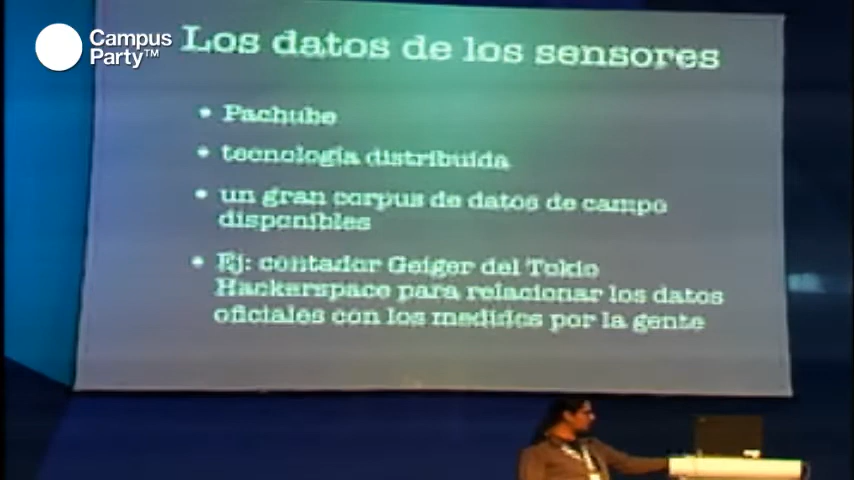 Campus
Party™
Los datos de los sensores
• Pachube
• tecnología distribuida
• un gran corpus de datos de campo
disponibles
• Ej: contador Geiger del Tokio
Hackerspace para relacionar los datos
oficiales con los medidos por la gente